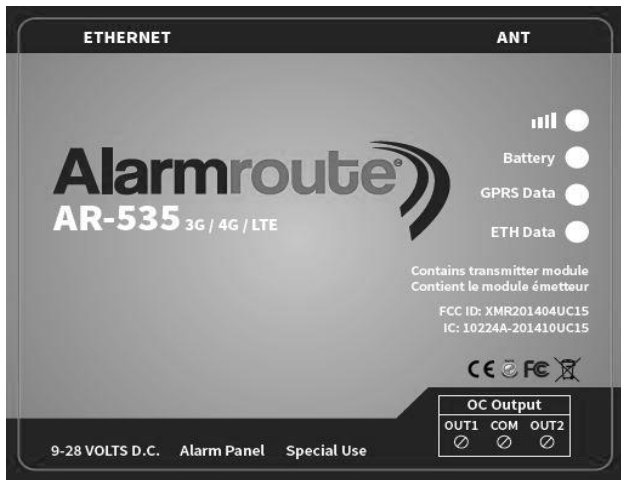 ETHERNET ANT
Alarmroute®
AR-535 3G / 4G / LTE
Battery
GPRS Data
ETH Data
Contains transmitter module
Contient le module émetteur
FCC ID: XMR201404UC15
IC: 10224A-201410UC15
CE FC
OC Output
OUT1 COM OUT2
9-28 VOLTS D.C. Alarm Panel Special Use